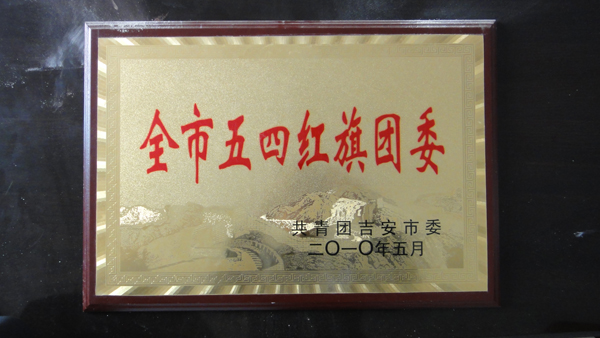 全市五四红旗团委
共青团吉安市委
二〇一〇年五月